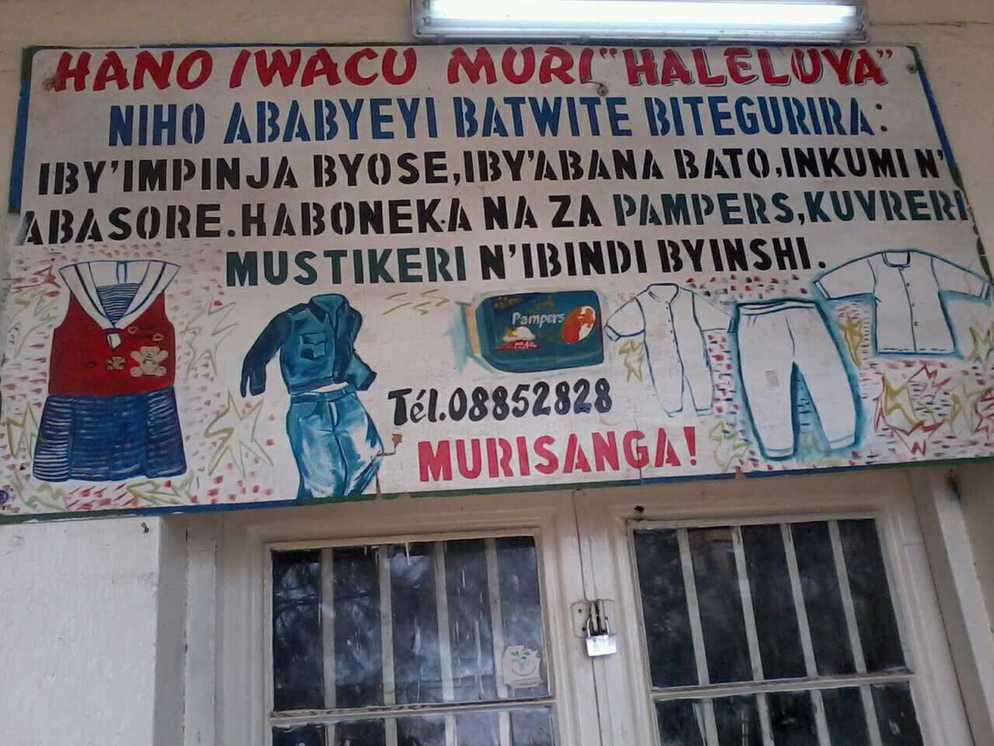 HANO IWACU MURI "HALELUYA"
NIHO ABABYEYI BATWITE BITEGURIRA:
IBY'IMPINJA BYOSE, IBY'ABANA BATO, INKUMI N'
ABASORE. HABONEKA NA ZA PAMPERS, KUVRERI
MUSTIKERI N'IBINDI BYINSHI.
Pampers
Tél. 08852828
MURISANGA!